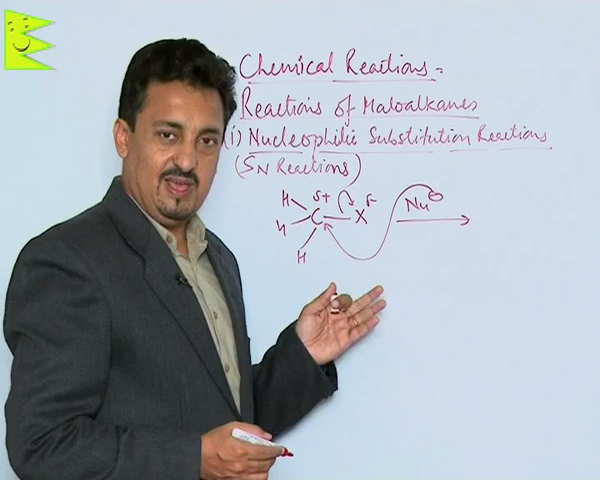 Chemical Reactions =
Reactions of Haloalkanes
(i) Nucleophilic Substitution Reactions
(SN Reactions)
H δ+ δ- Nu⊖
H C X
H